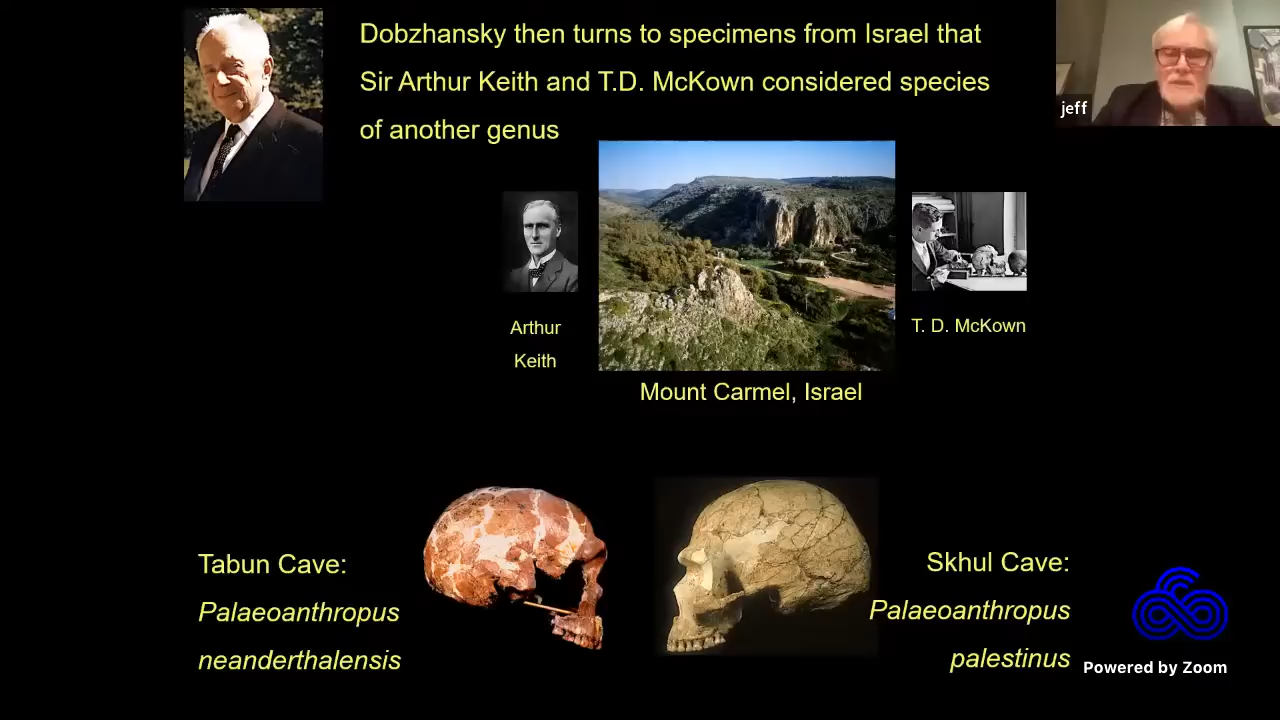 Dobzhansky then turns to specimens from Israel that
Sir Arthur Keith and T.D. McKown considered species
of another genus
jeff
Arthur
Keith
T. D. McKown
Mount Carmel, Israel
Tabun Cave:
Palaeoanthropus
neanderthalensis
Skhul Cave:
Palaeoanthropus
palestinus
Powered by Zoom